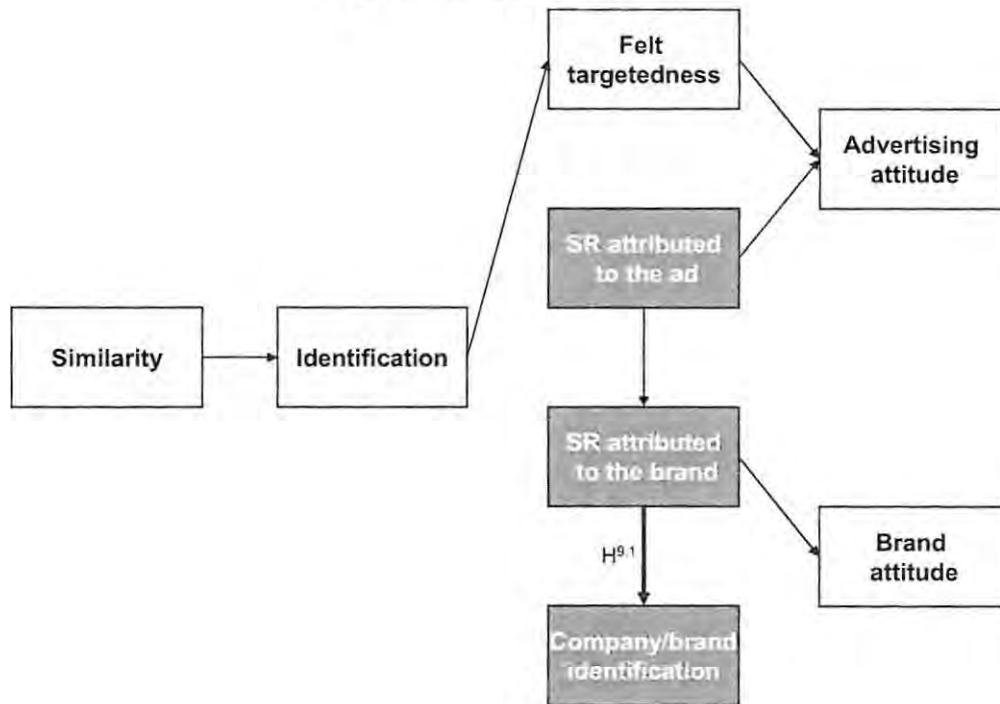 Felt
targetedness
Advertising
attitude
SR attributed
to the ad
Similarity
Identification
SR attributed
to the brand
H9.1
Brand
attitude
Company/brand
identification